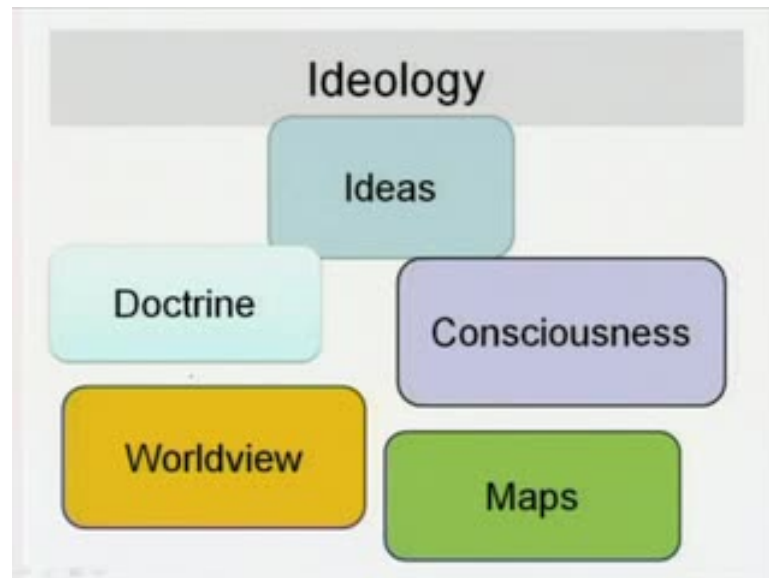 Ideology
Ideas
Doctrine
Consciousness
Worldview
Maps